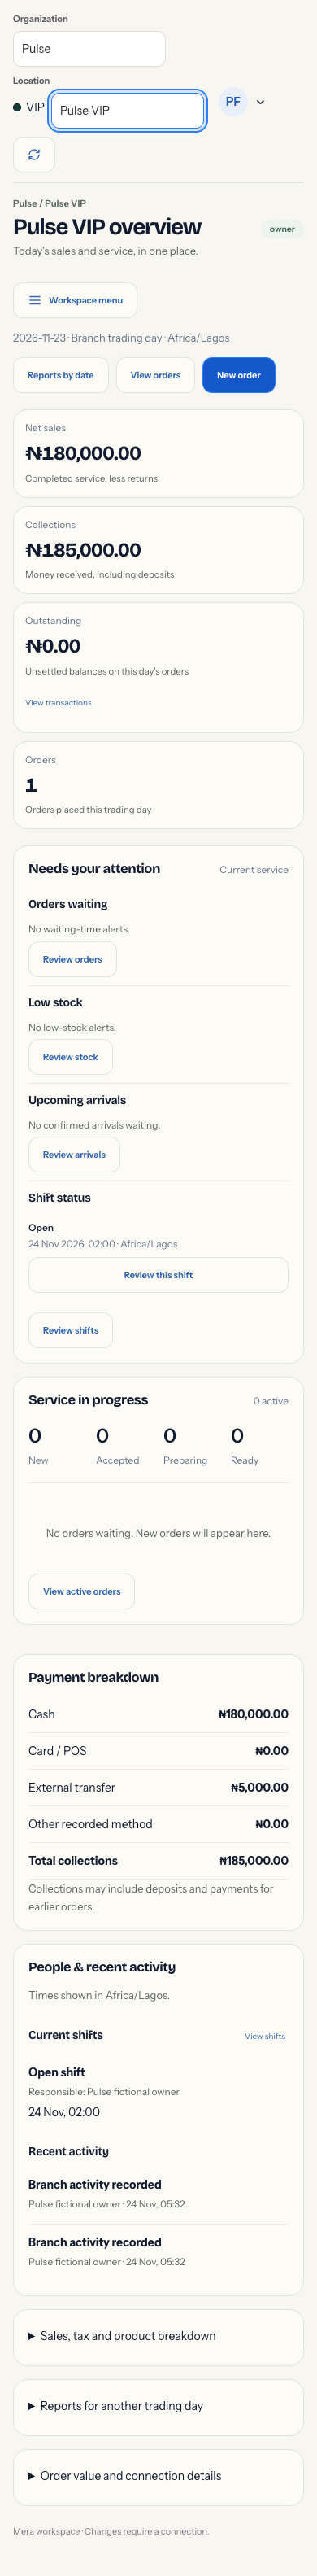 Organization
Pulse
Location
VIP
Pulse VIP
PF
Pulse / Pulse VIP
Pulse VIP overview
owner
Today's sales and service, in one place.
Workspace menu
2026-11-23 · Branch trading day · Africa/Lagos
Reports by date
View orders
New order
Net sales
₦180,000.00
Completed service, less returns
Collections
₦185,000.00
Money received, including deposits
Outstanding
₦0.00
Unsettled balances on this day's orders
View transactions
Orders
1
Orders placed this trading day
Needs your attention
Current service
Orders waiting
No waiting-time alerts.
Review orders
Low stock
No low-stock alerts.
Review stock
Upcoming arrivals
No confirmed arrivals waiting.
Review arrivals
Shift status
Open
24 Nov 2026, 02:00 · Africa/Lagos
Review this shift
Review shifts
Service in progress
0 active
0 0 0 0
New Accepted Preparing Ready
No orders waiting. New orders will appear here.
View active orders
Payment breakdown
Cash ₦180,000.00
Card / POS ₦0.00
External transfer ₦5,000.00
Other recorded method ₦0.00
Total collections ₦185,000.00
Collections may include deposits and payments for
earlier orders.
People & recent activity
Times shown in Africa/Lagos.
Current shifts
View shifts
Open shift
Responsible: Pulse fictional owner
24 Nov, 02:00
Recent activity
Branch activity recorded
Pulse fictional owner · 24 Nov, 05:32
Branch activity recorded
Pulse fictional owner · 24 Nov, 05:32
Sales, tax and product breakdown
Reports for another trading day
Order value and connection details
Mera workspace · Changes require a connection.